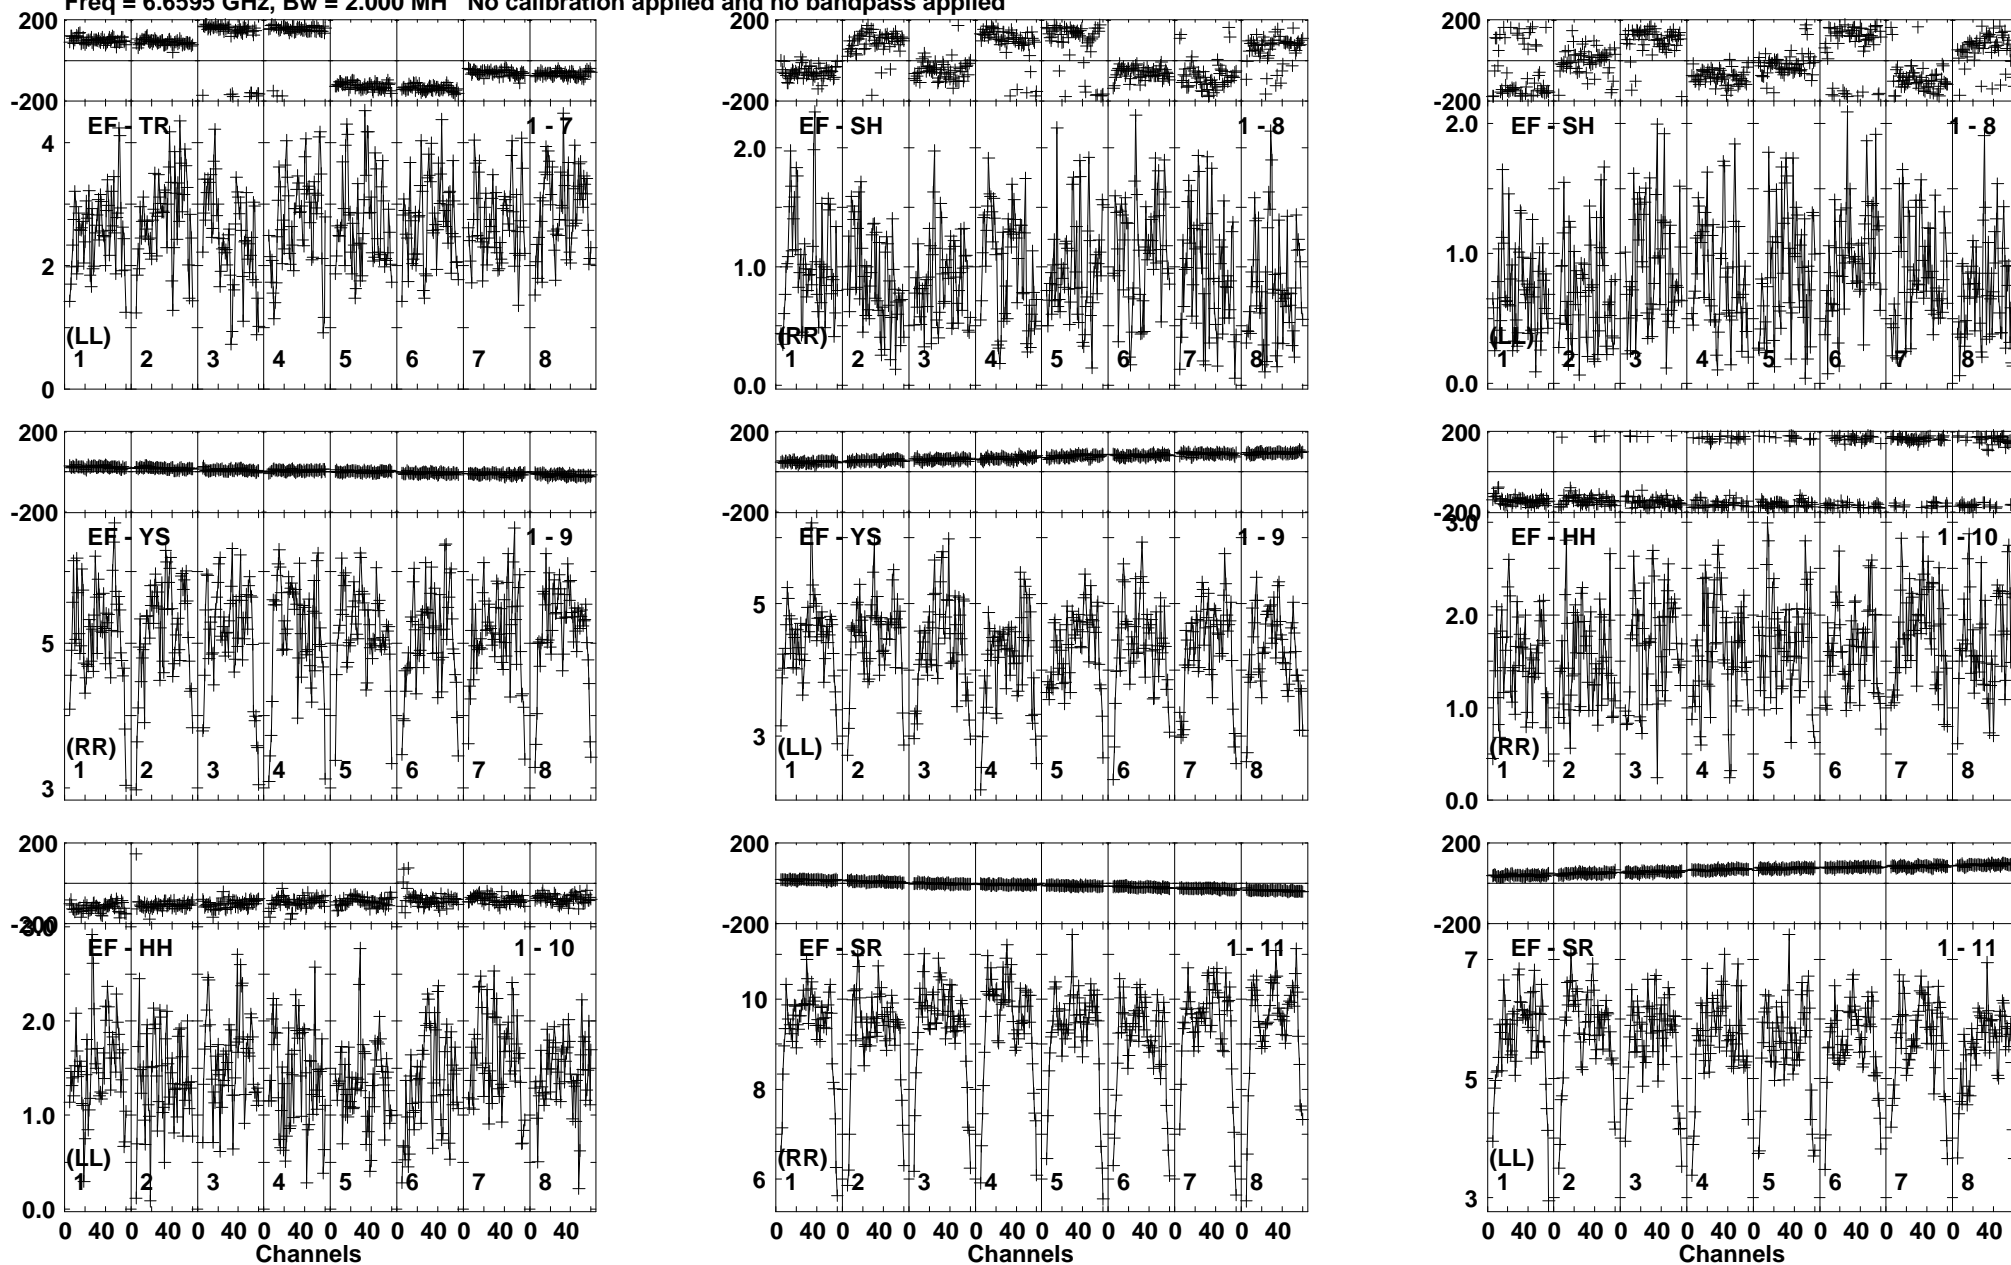 Freq = 6.6595 GHz, Bw = 2.000 MH No calibration applied and no bandpass applied
200 200 200
-200 -200 -200
EF - TR 1 - 7 EF - SH 1 - 8 EF - SH 1 - 8
4 2.0 2.0
2 1.0 1.0
(LL) (RR) (LL)
1 2 3 4 5 6 7 8 1 2 3 4 5 6 7 8 1 2 3 4 5 6 7 8
0 0.0 0.0
200 200 200
-200 -200 -200
EF - YS 1 - 9 EF - YS 1 - 9 EF - HH 1 - 10
5 5 3.0
3 3 2.0
1.0
(RR) (LL) (RR)
1 2 3 4 5 6 7 8 1 2 3 4 5 6 7 8 1 2 3 4 5 6 7 8
0.0
200 200 200
-200 -200 -200
EF - HH 1 - 10 EF - SR 1 - 11 EF - SR 1 - 11
3.0 10 7
2.0 8 5
1.0 6 3
(LL) (RR) (LL)
1 2 3 4 5 6 7 8 1 2 3 4 5 6 7 8 1 2 3 4 5 6 7 8
0.0
0 40 0 40 0 40 0 40 0 40 0 40 0 40 0 40 0 40 0 40 0 40 0 40 0 40 0 40 0 40 0 40 0 40 0 40 0 40 0 40 0 40 0 40 0 40 0 40
Channels Channels Channels